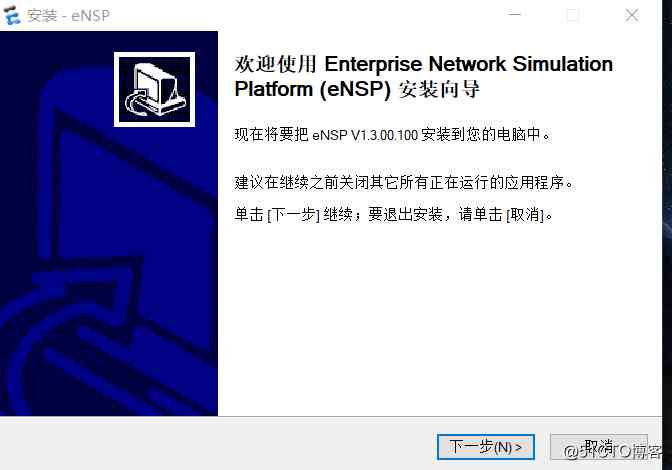 安装 - eNSP
欢迎使用 Enterprise Network Simulation
Platform (eNSP) 安装向导
现在将要把 eNSP V1.3.00.100 安装到您的电脑中。
建议在继续之前关闭其它所有正在运行的应用程序。
单击 [下一步] 继续；要退出安装，请单击 [取消]。
下一步(N) >
取消
@51CTO博客